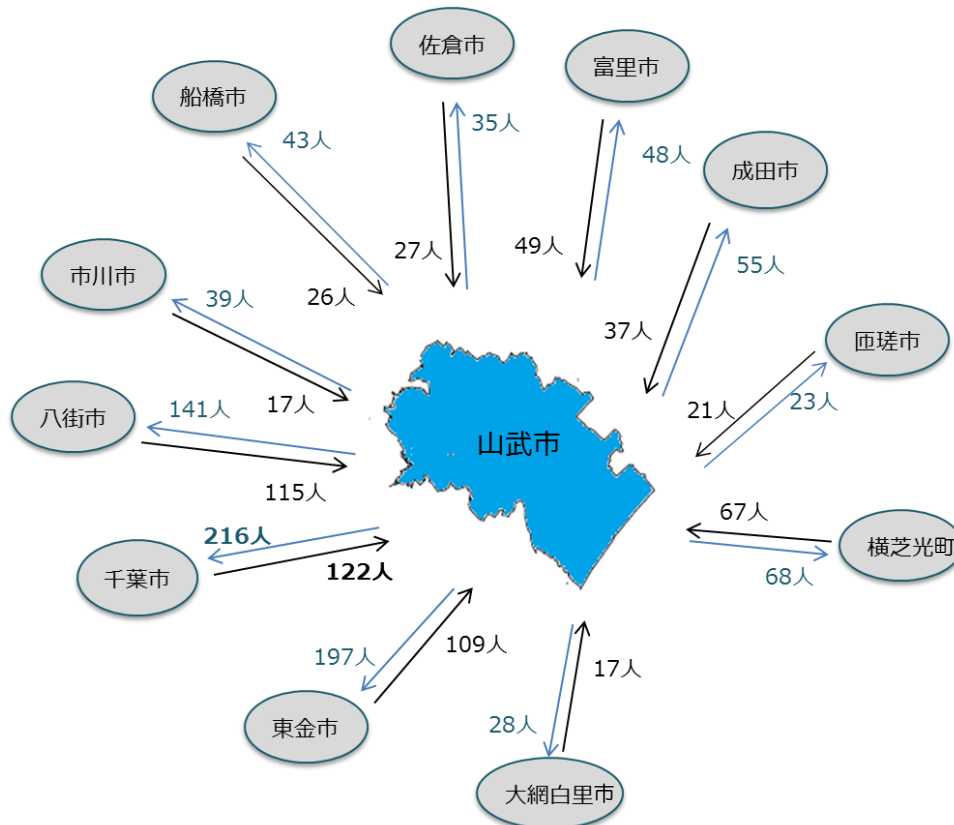 佐倉市
富里市
船橋市
43人
35人
48人
成田市
27人
49人
55人
市川市
39人
26人
37人
匝瑳市
17人
21人
23人
八街市
141人
山武市
115人
67人
216人
横芝光町
千葉市
122人
68人
197人
109人
17人
東金市
28人
大網白里市